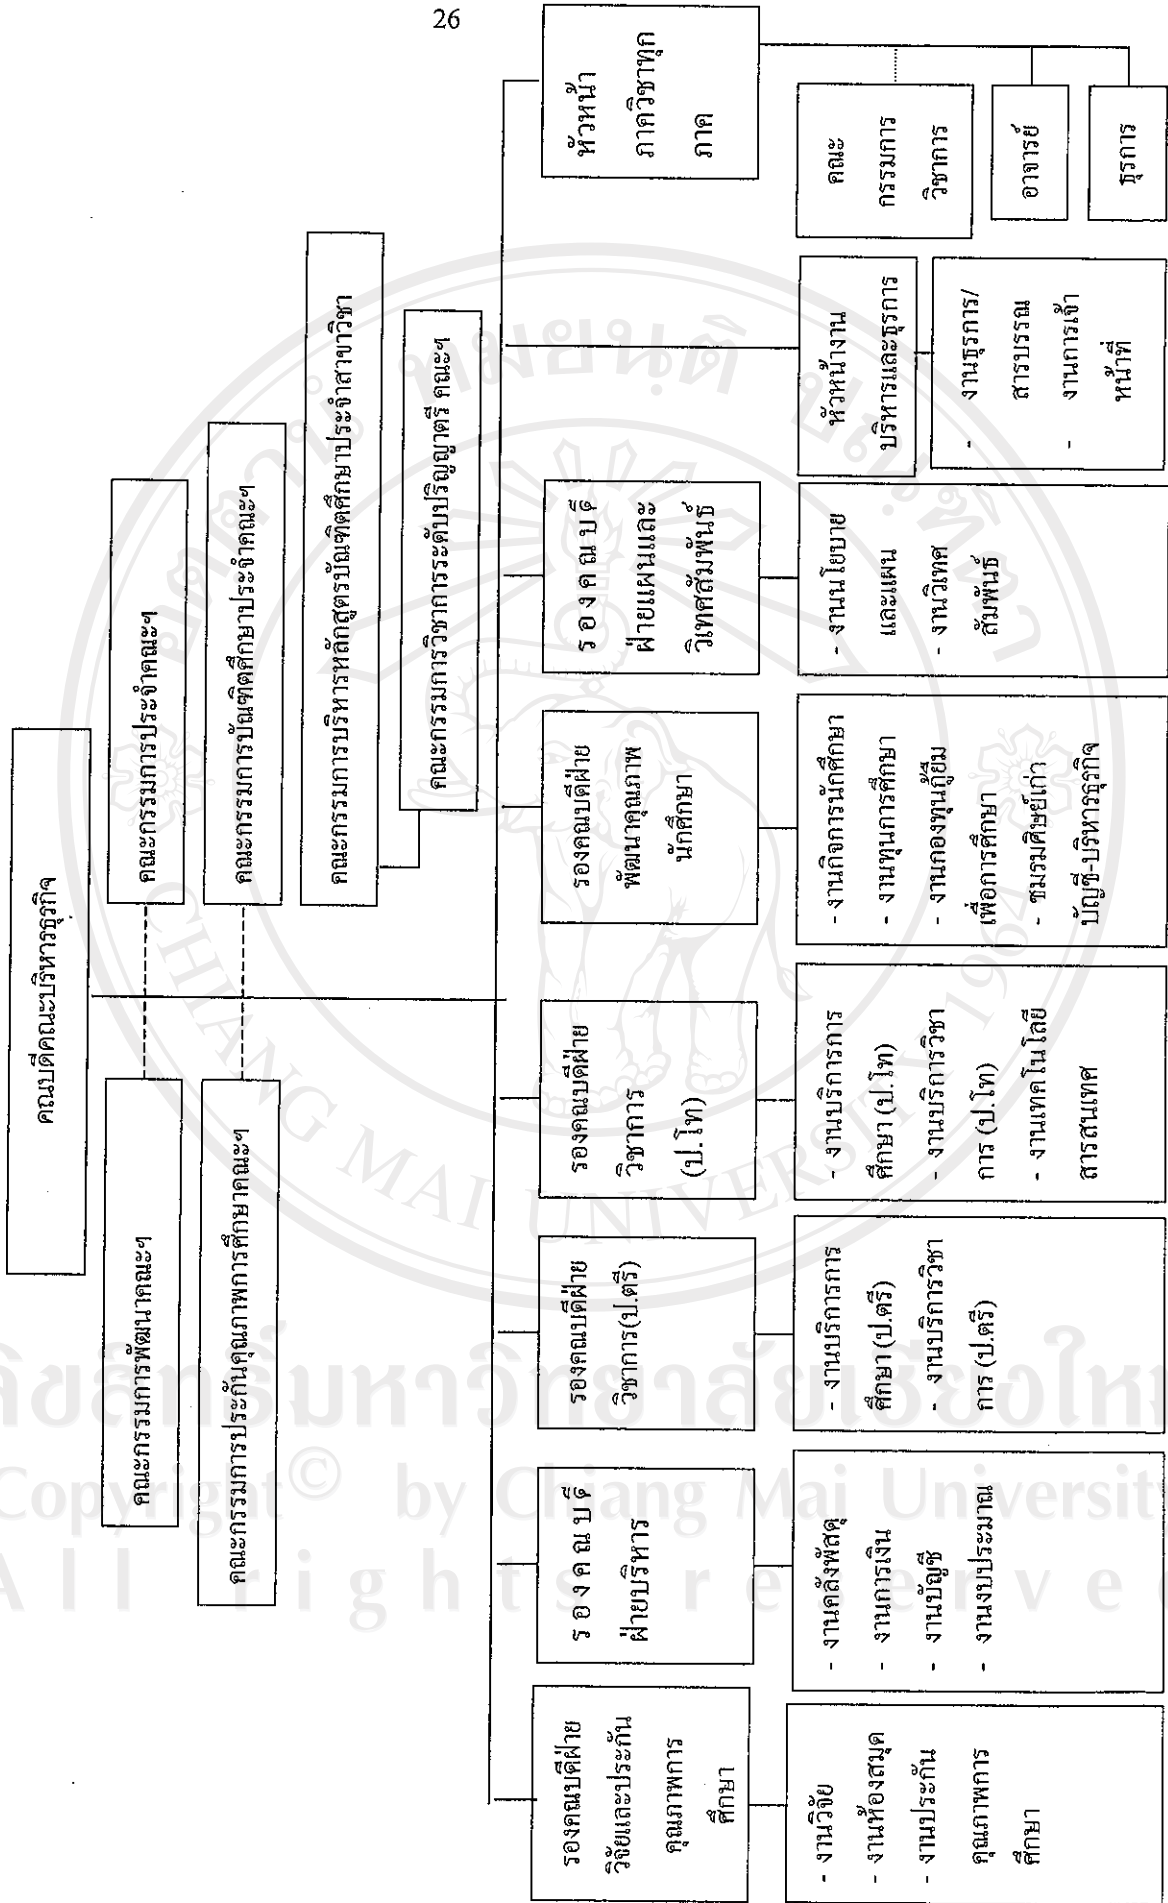 26
คณบดีคณะบริหารธุรกิจ
คณะกรรมการพัฒนาคณะฯ
คณะกรรมการประจำคณะฯ
คณะกรรมการประกันคุณภาพการศึกษาคณะฯ
คณะกรรมการบัณฑิตศึกษาประจำคณะฯ
คณะกรรมการบริหารหลักสูตรบัณฑิตศึกษาประจำสาขาวิชา
คณะกรรมการวิชาการระดับปริญญาตรี คณะฯ
รองคณบดีฝ่าย
วิจัยและประกัน
คุณภาพการ
ศึกษา
- งานวิจัย
- งานห้องสมุด
- งานประกัน
คุณภาพการ
ศึกษา
ร อ ง ค ณ บ ดี
ฝ่ายบริหาร
- งานคลังพัสดุ
- งานการเงิน
- งานบัญชี
- งานงบประมาณ
รองคณบดีฝ่าย
วิชาการ(ป.ตรี)
- งานบริการการ
ศึกษา (ป.ตรี)
- งานบริการวิชา
การ (ป.ตรี)
รองคณบดีฝ่าย
วิชาการ
(ป.โท)
- งานบริการการ
ศึกษา (ป.โท)
- งานบริการวิชา
การ (ป.โท)
- งานเทคโนโลยี
สารสนเทศ
รองคณบดีฝ่าย
พัฒนาคุณภาพ
นักศึกษา
- งานกิจการนักศึกษา
- งานทุนการศึกษา
- งานกองทุนกู้ยืม
เพื่อการศึกษา
- ชมรมศิษย์เก่า
บัญชี-บริหารธุรกิจ
ร อ ง ค ณ บ ดี
ฝ่ายแผนและ
วิเทศสัมพันธ์
- งานนโยบาย
และแผน
- งานวิเทศ
สัมพันธ์
หัวหน้างาน
บริหารและธุรการ
- งานธุรการ/
สารบรรณ
- งานการเจ้า
หน้าที่
หัวหน้า
ภาควิชาทุก
ภาค
คณะ
กรรมการ
วิชาการ
อาจารย์
ธุรการ
CHIANG MAI UNIVERSITY 1964
ลิขสิทธิ์มหาวิทยาลัยเชียงใหม่
Copyright© by Chiang Mai University
All rights reserved